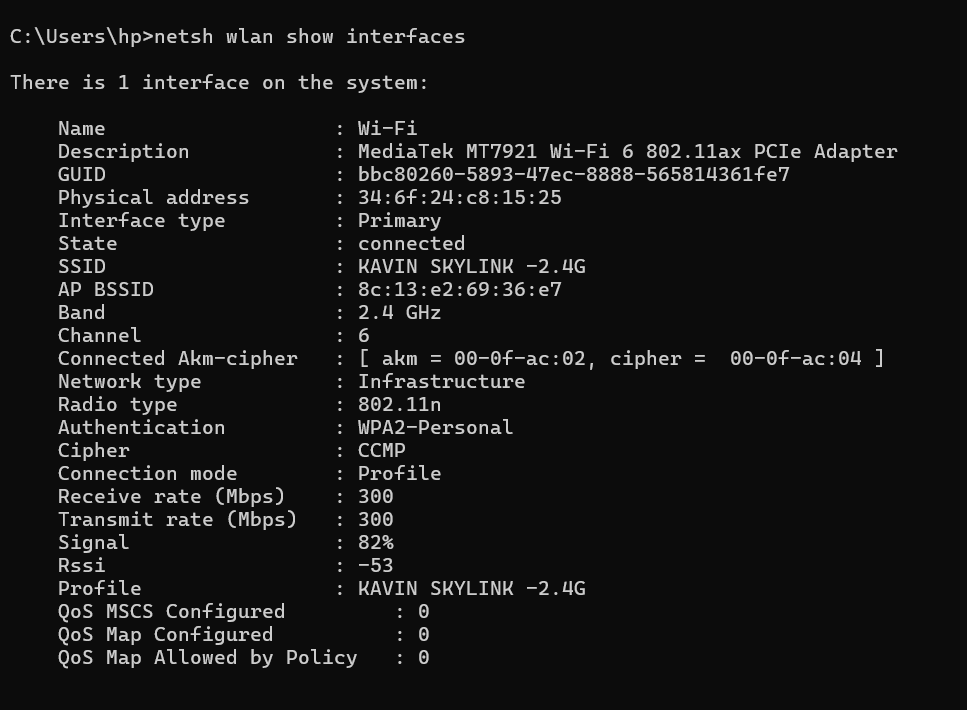 C:\Users\hp>netsh wlan show interfaces
There is 1 interface on the system:
Name : Wi-Fi
Description : MediaTek MT7921 Wi-Fi 6 802.11ax PCIe Adapter
GUID : bbc80260-5893-47ec-8888-565814361fe7
Physical address : 34:6f:24:c8:15:25
Interface type : Primary
State : connected
SSID : KAVIN SKYLINK -2.4G
AP BSSID : 8c:13:e2:69:36:e7
Band : 2.4 GHz
Channel : 6
Connected Akm-cipher : [ akm = 00-0f-ac:02, cipher =  00-0f-ac:04 ]
Network type : Infrastructure
Radio type : 802.11n
Authentication : WPA2-Personal
Cipher : CCMP
Connection mode : Profile
Receive rate (Mbps) : 300
Transmit rate (Mbps) : 300
Signal : 82%
Rssi : -53
Profile : KAVIN SKYLINK -2.4G
QoS MSCS Configured : 0
QoS Map Configured : 0
QoS Map Allowed by Policy : 0